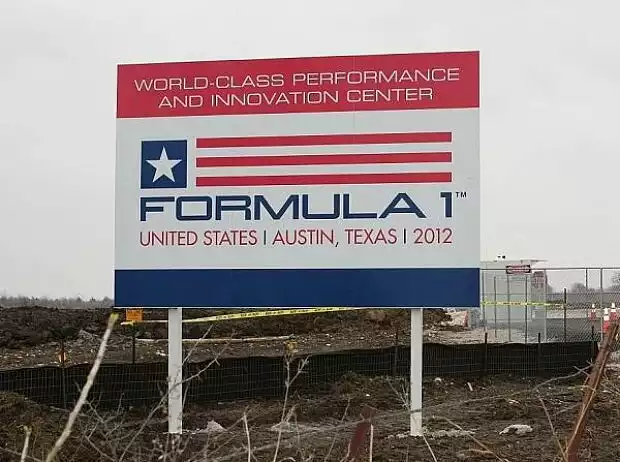 WORLD-CLASS PERFORMANCE
AND INNOVATION CENTER
FORMULA 1™
UNITED STATES | AUSTIN, TEXAS | 2012